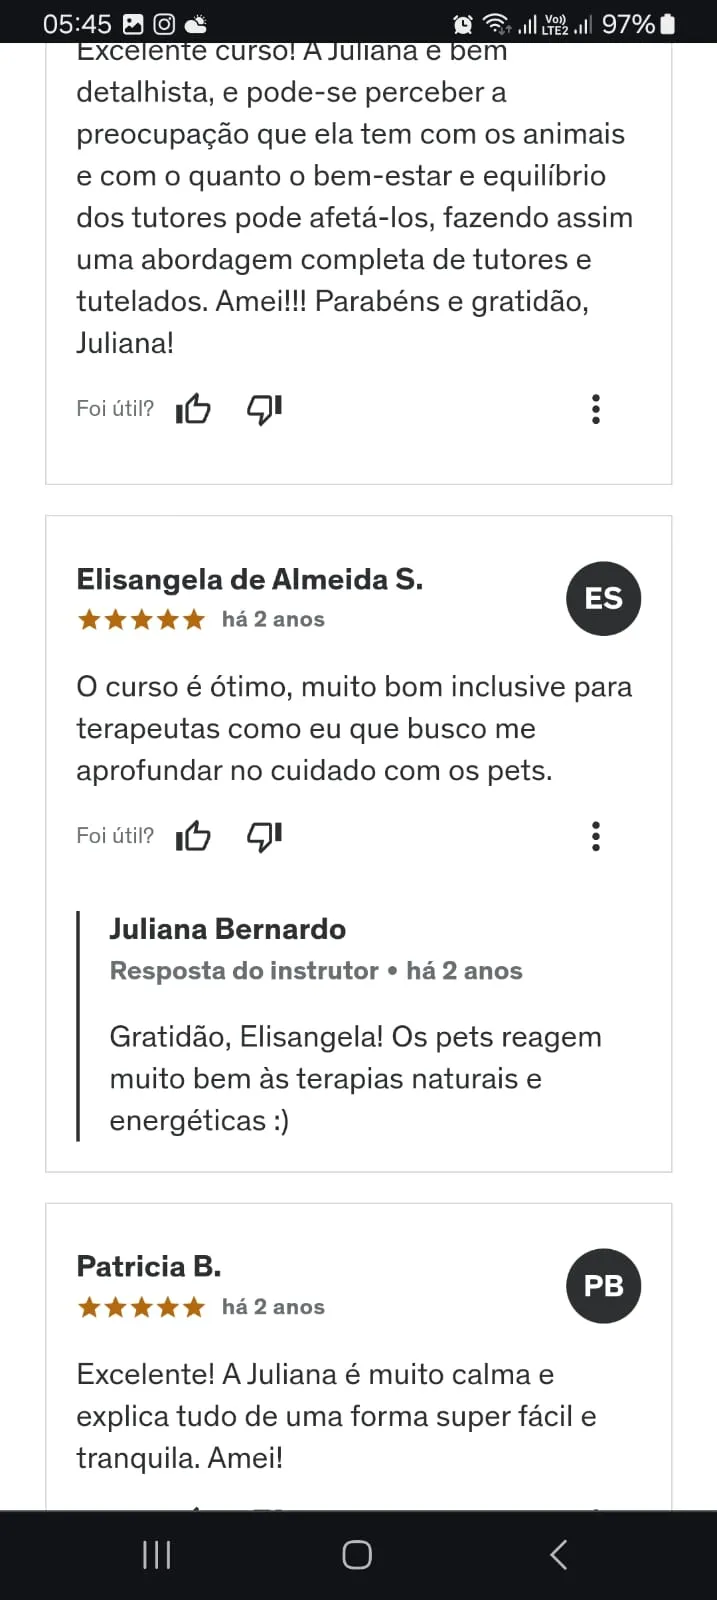 05:45
Vo))
LTE2
97%
Excelente curso! A Juliana é bem
detalhista, e pode-se perceber a
preocupação que ela tem com os animais
e com o quanto o bem-estar e equilíbrio
dos tutores pode afetá-los, fazendo assim
uma abordagem completa de tutores e
tutelados. Amei!!! Parabéns e gratidão,
Juliana!
Foi útil?
Elisangela de Almeida S.
ES
há 2 anos
O curso é ótimo, muito bom inclusive para
terapeutas como eu que busco me
aprofundar no cuidado com os pets.
Foi útil?
Juliana Bernardo
Resposta do instrutor • há 2 anos
Gratidão, Elisangela! Os pets reagem
muito bem às terapias naturais e
energéticas :)
Patricia B.
PB
há 2 anos
Excelente! A Juliana é muito calma e
explica tudo de uma forma super fácil e
tranquila. Amei!